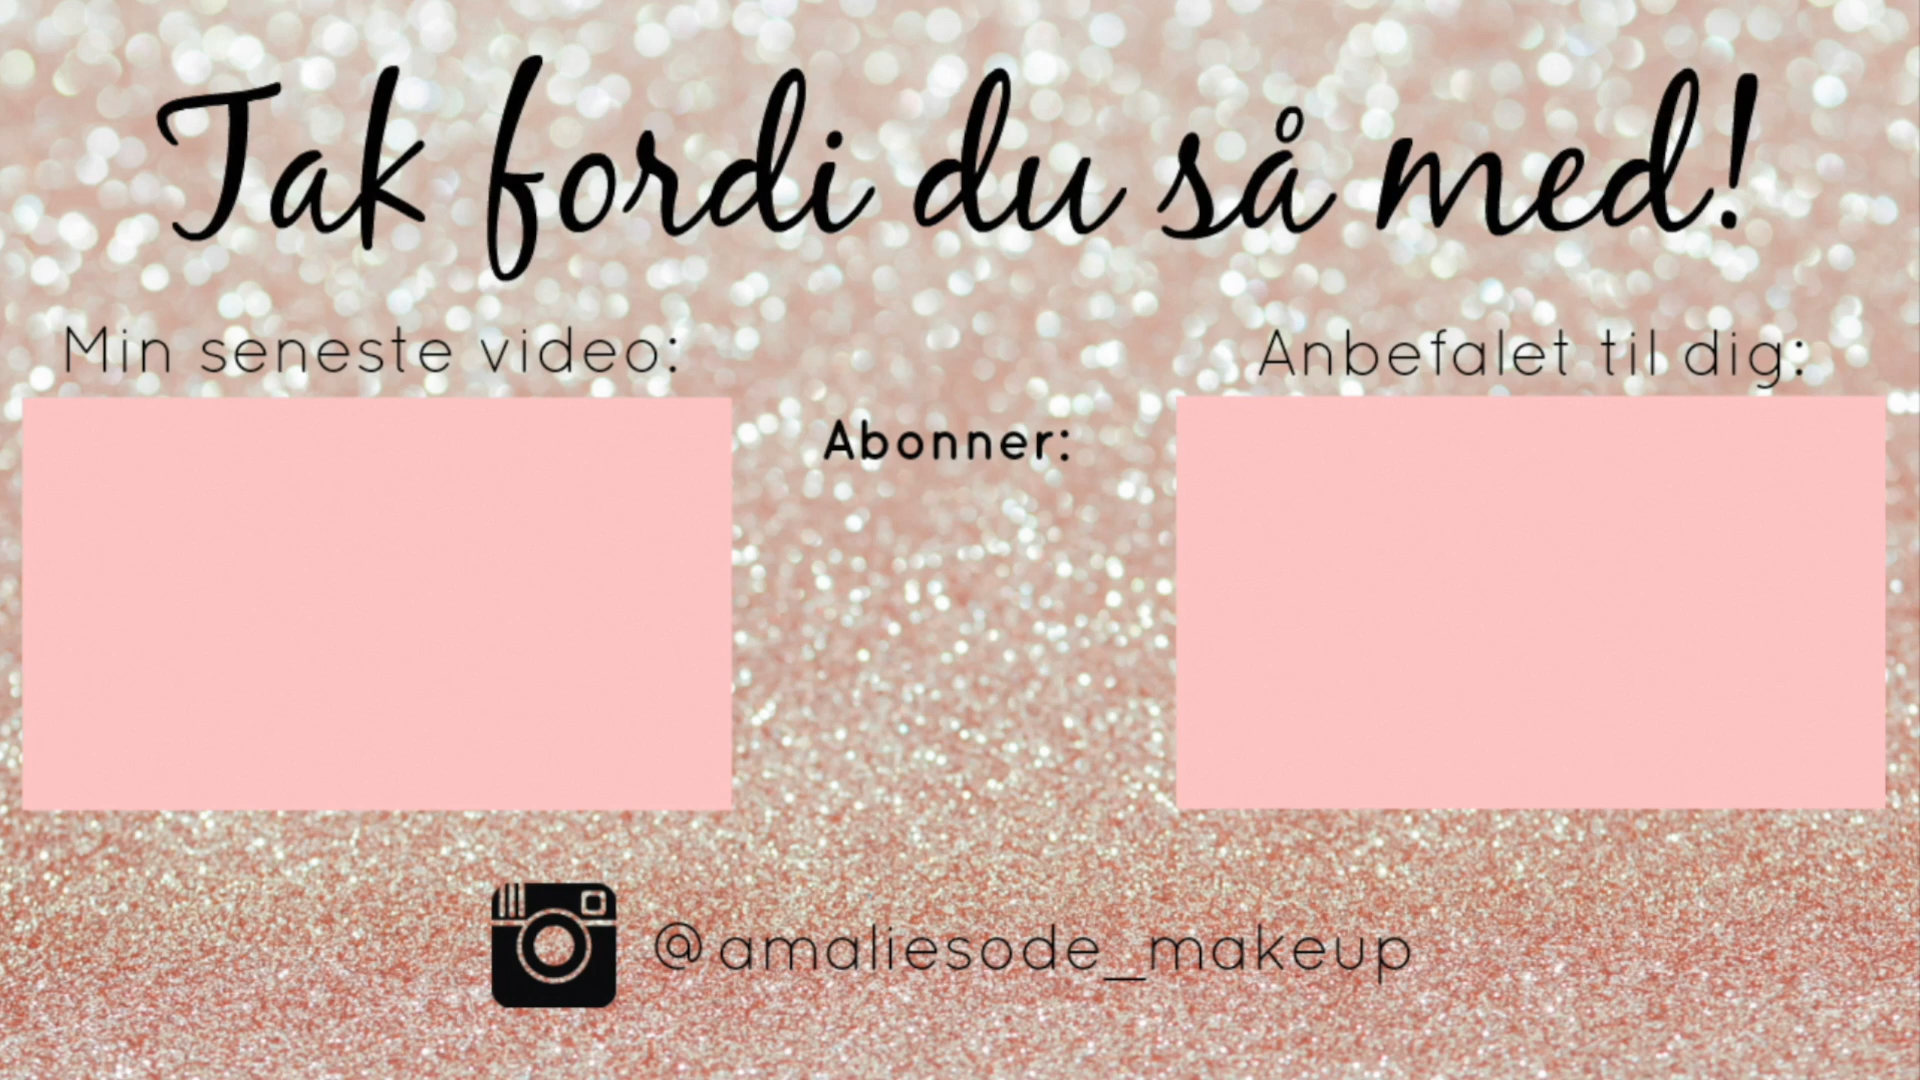 Tak fordi du så med!
Min seneste video:
Anbefalet til dig:
Abonner:
@amaliesode_makeup